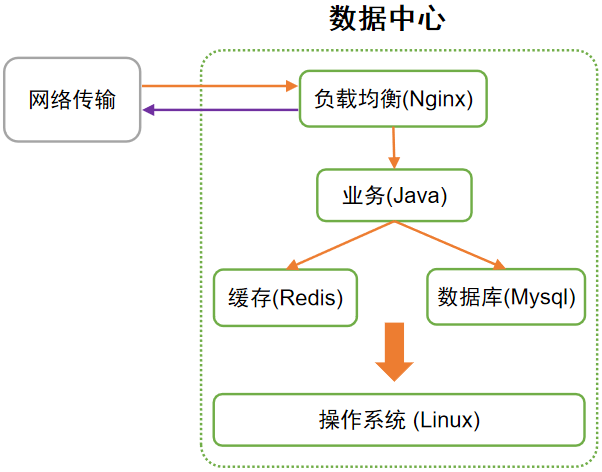 数据中心
网络传输
负载均衡(Nginx)
业务(Java)
缓存(Redis)
数据库(Mysql)
操作系统 (Linux)